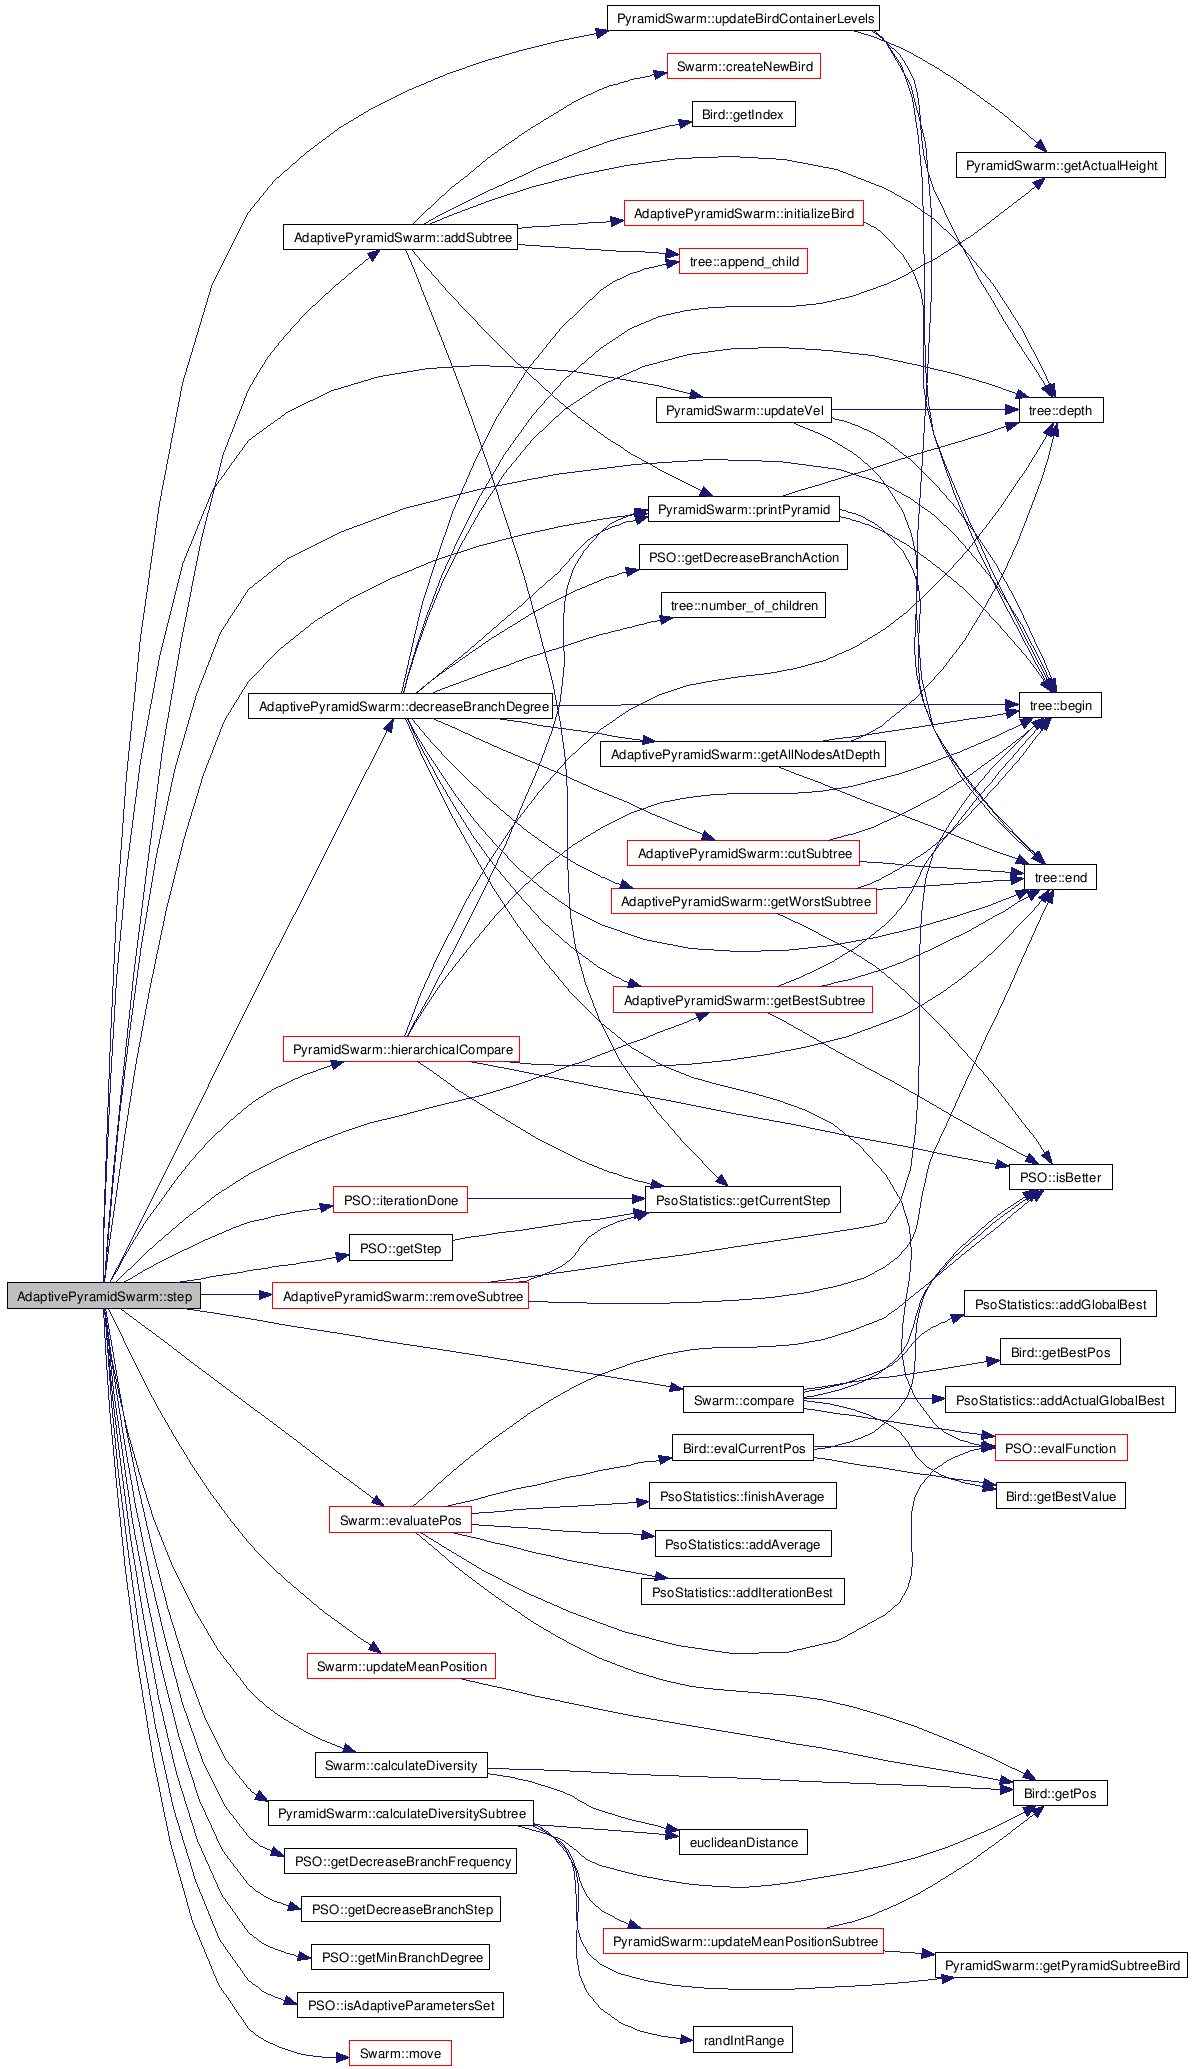 PyramidSwarm::updateBirdContainerLevels
Swarm::createNewBird
Bird::getIndex
PyramidSwarm::getActualHeight
AdaptivePyramidSwarm::initializeBird
AdaptivePyramidSwarm::addSubtree
tree::append_child
PyramidSwarm::updateVel
tree::depth
PyramidSwarm::printPyramid
PSO::getDecreaseBranchAction
tree::number_of_children
AdaptivePyramidSwarm::decreaseBranchDegree
tree::begin
AdaptivePyramidSwarm::getAllNodesAtDepth
AdaptivePyramidSwarm::cutSubtree
tree::end
AdaptivePyramidSwarm::getWorstSubtree
AdaptivePyramidSwarm::getBestSubtree
PyramidSwarm::hierarchicalCompare
PSO::isBetter
PSO::iterationDone
PsoStatistics::getCurrentStep
PSO::getStep
AdaptivePyramidSwarm::step
AdaptivePyramidSwarm::removeSubtree
PsoStatistics::addGlobalBest
Bird::getBestPos
Swarm::compare
PsoStatistics::addActualGlobalBest
Bird::evalCurrentPos
PSO::evalFunction
PsoStatistics::finishAverage
Bird::getBestValue
Swarm::evaluatePos
PsoStatistics::addAverage
PsoStatistics::addIterationBest
Swarm::updateMeanPosition
Swarm::calculateDiversity
Bird::getPos
PyramidSwarm::calculateDiversitySubtree
euclideanDistance
PSO::getDecreaseBranchFrequency
PSO::getDecreaseBranchStep
PyramidSwarm::updateMeanPositionSubtree
PSO::getMinBranchDegree
PyramidSwarm::getPyramidSubtreeBird
PSO::isAdaptiveParametersSet
randIntRange
Swarm::move